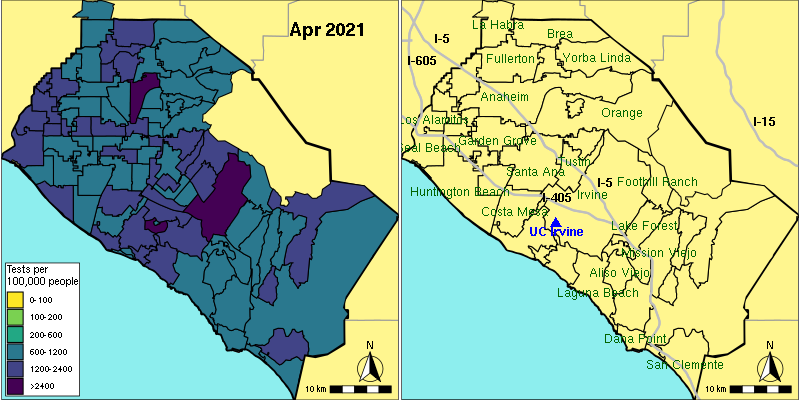 Apr 2021
Tests per
100,000 people
0-100
100-200
200-600
600-1200
1200-2400
>2400
N
10 km
La Habra
Brea
I-5
I-605
Fullerton
Yorba Linda
Anaheim
Orange
I-15
Los Alamitos
Garden Grove
Seal Beach
Tustin
Santa Ana
I-5
Foothill Ranch
Huntington Beach
I-405
Irvine
Costa Mesa
UC Irvine
Lake Forest
Mission Viejo
Aliso Viejo
Laguna Beach
Dana Point
San Clemente
N
10 km